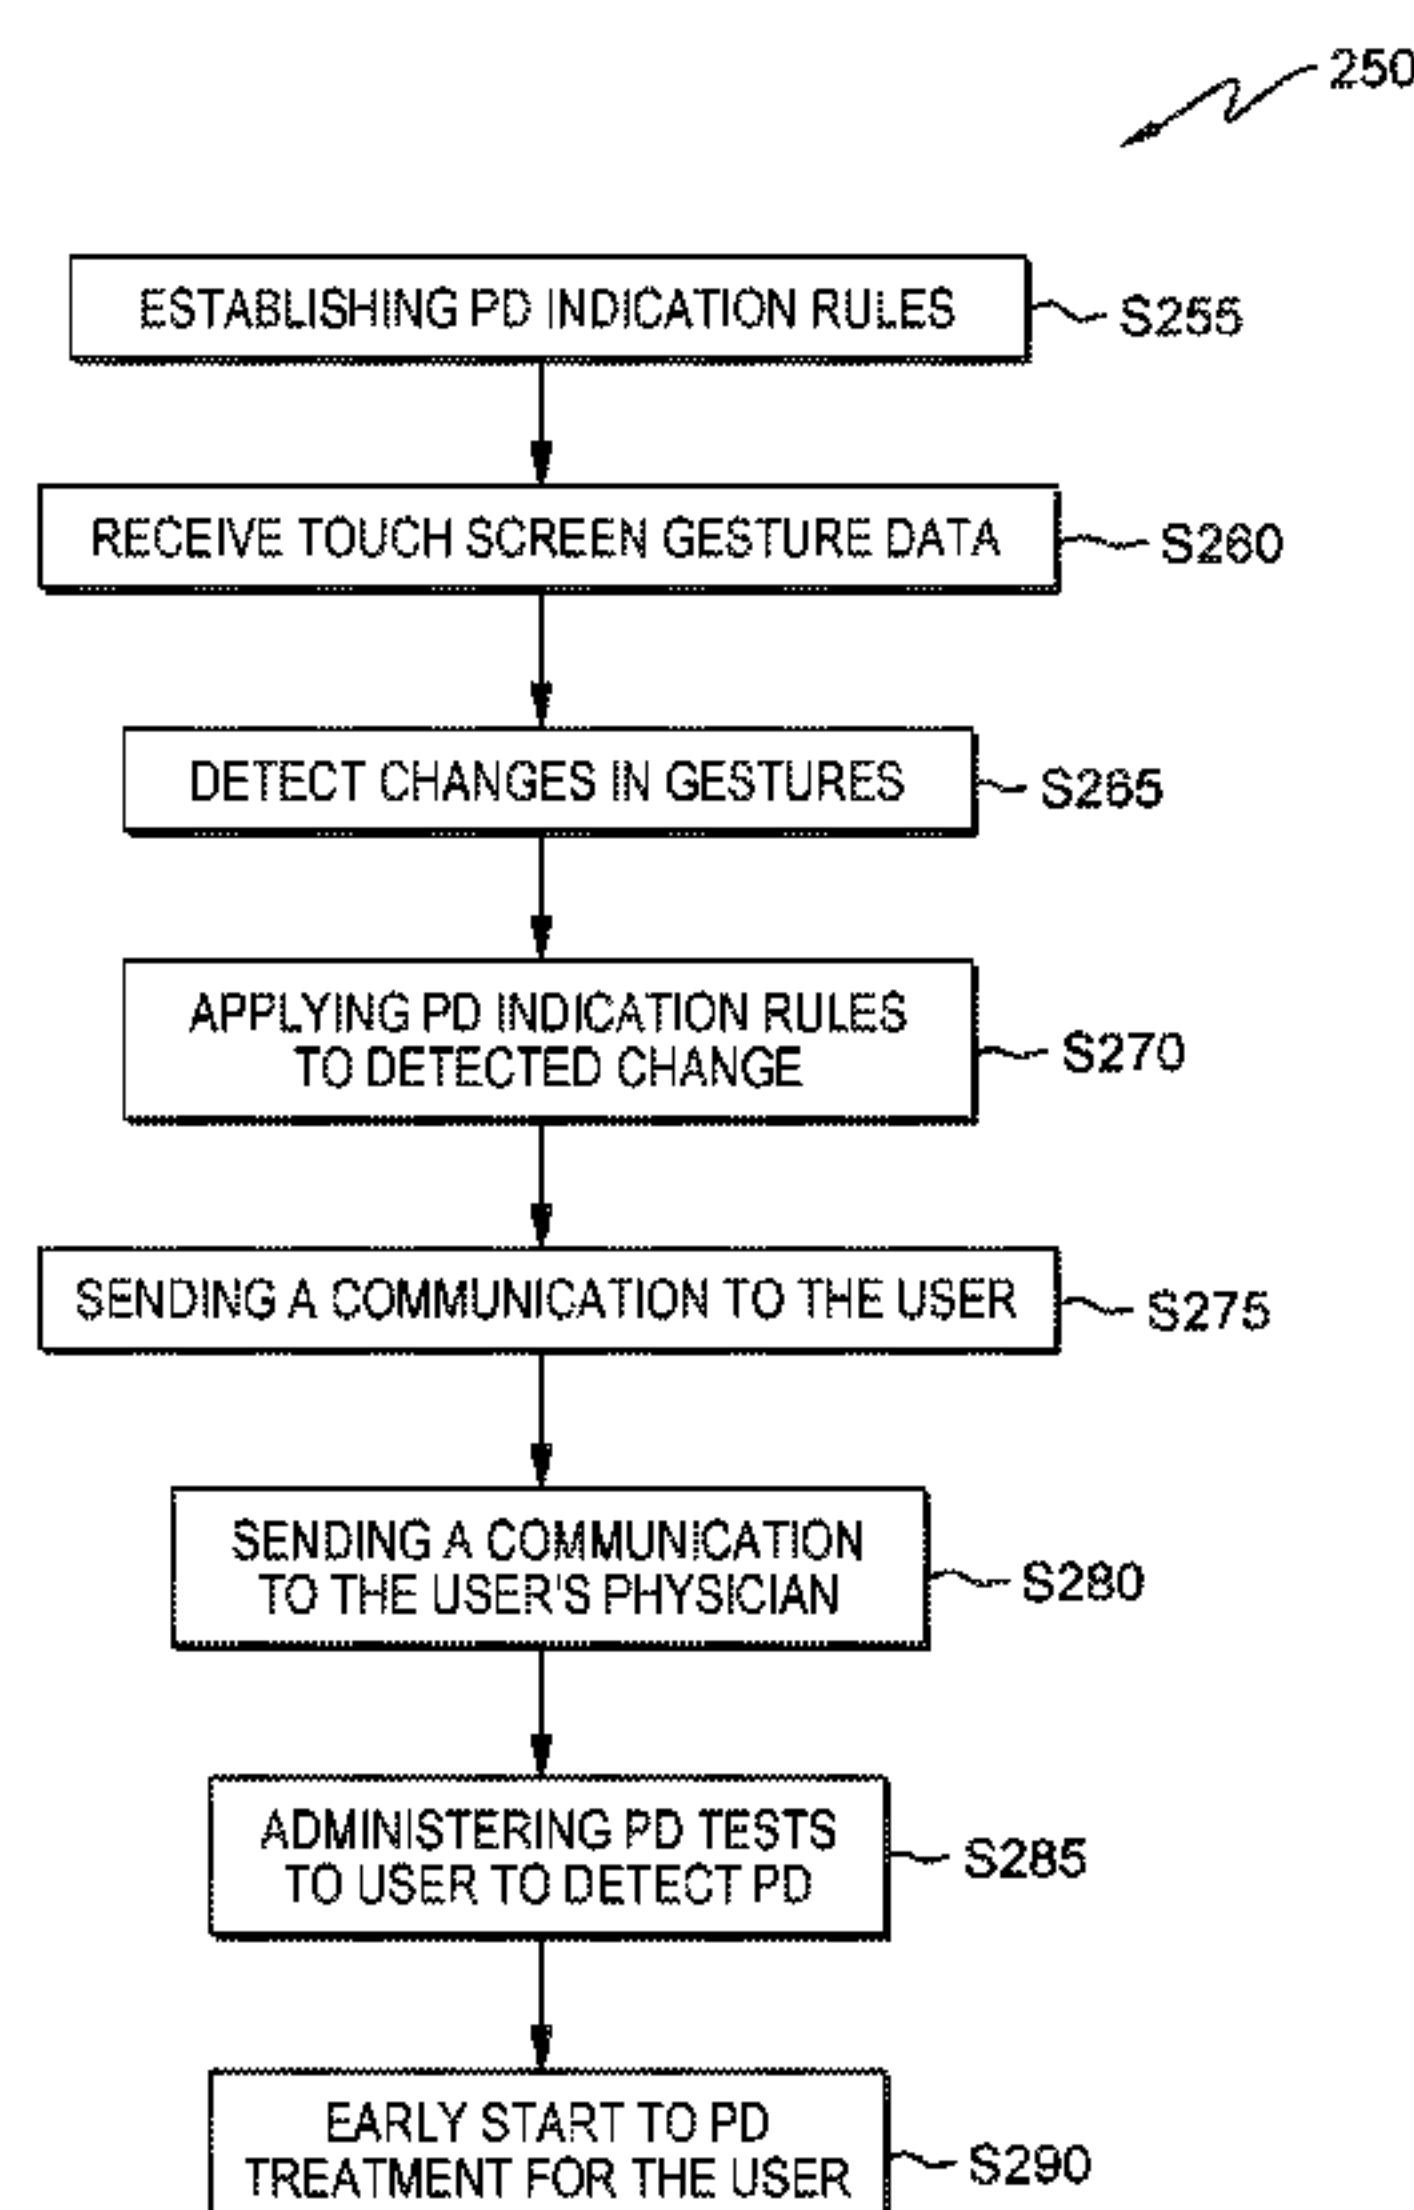 250
ESTABLISHING PD INDICATION RULES
S255
RECEIVE TOUCH SCREEN GESTURE DATA
S260
DETECT CHANGES IN GESTURES
S265
APPLYING PD INDICATION RULES
TO DETECTED CHANGE
S270
SENDING A COMMUNICATION TO THE USER
S275
SENDING A COMMUNICATION
TO THE USER'S PHYSICIAN
S280
ADMINISTERING PD TESTS
TO USER TO DETECT PD
S285
EARLY START TO PD
TREATMENT FOR THE USER
S290